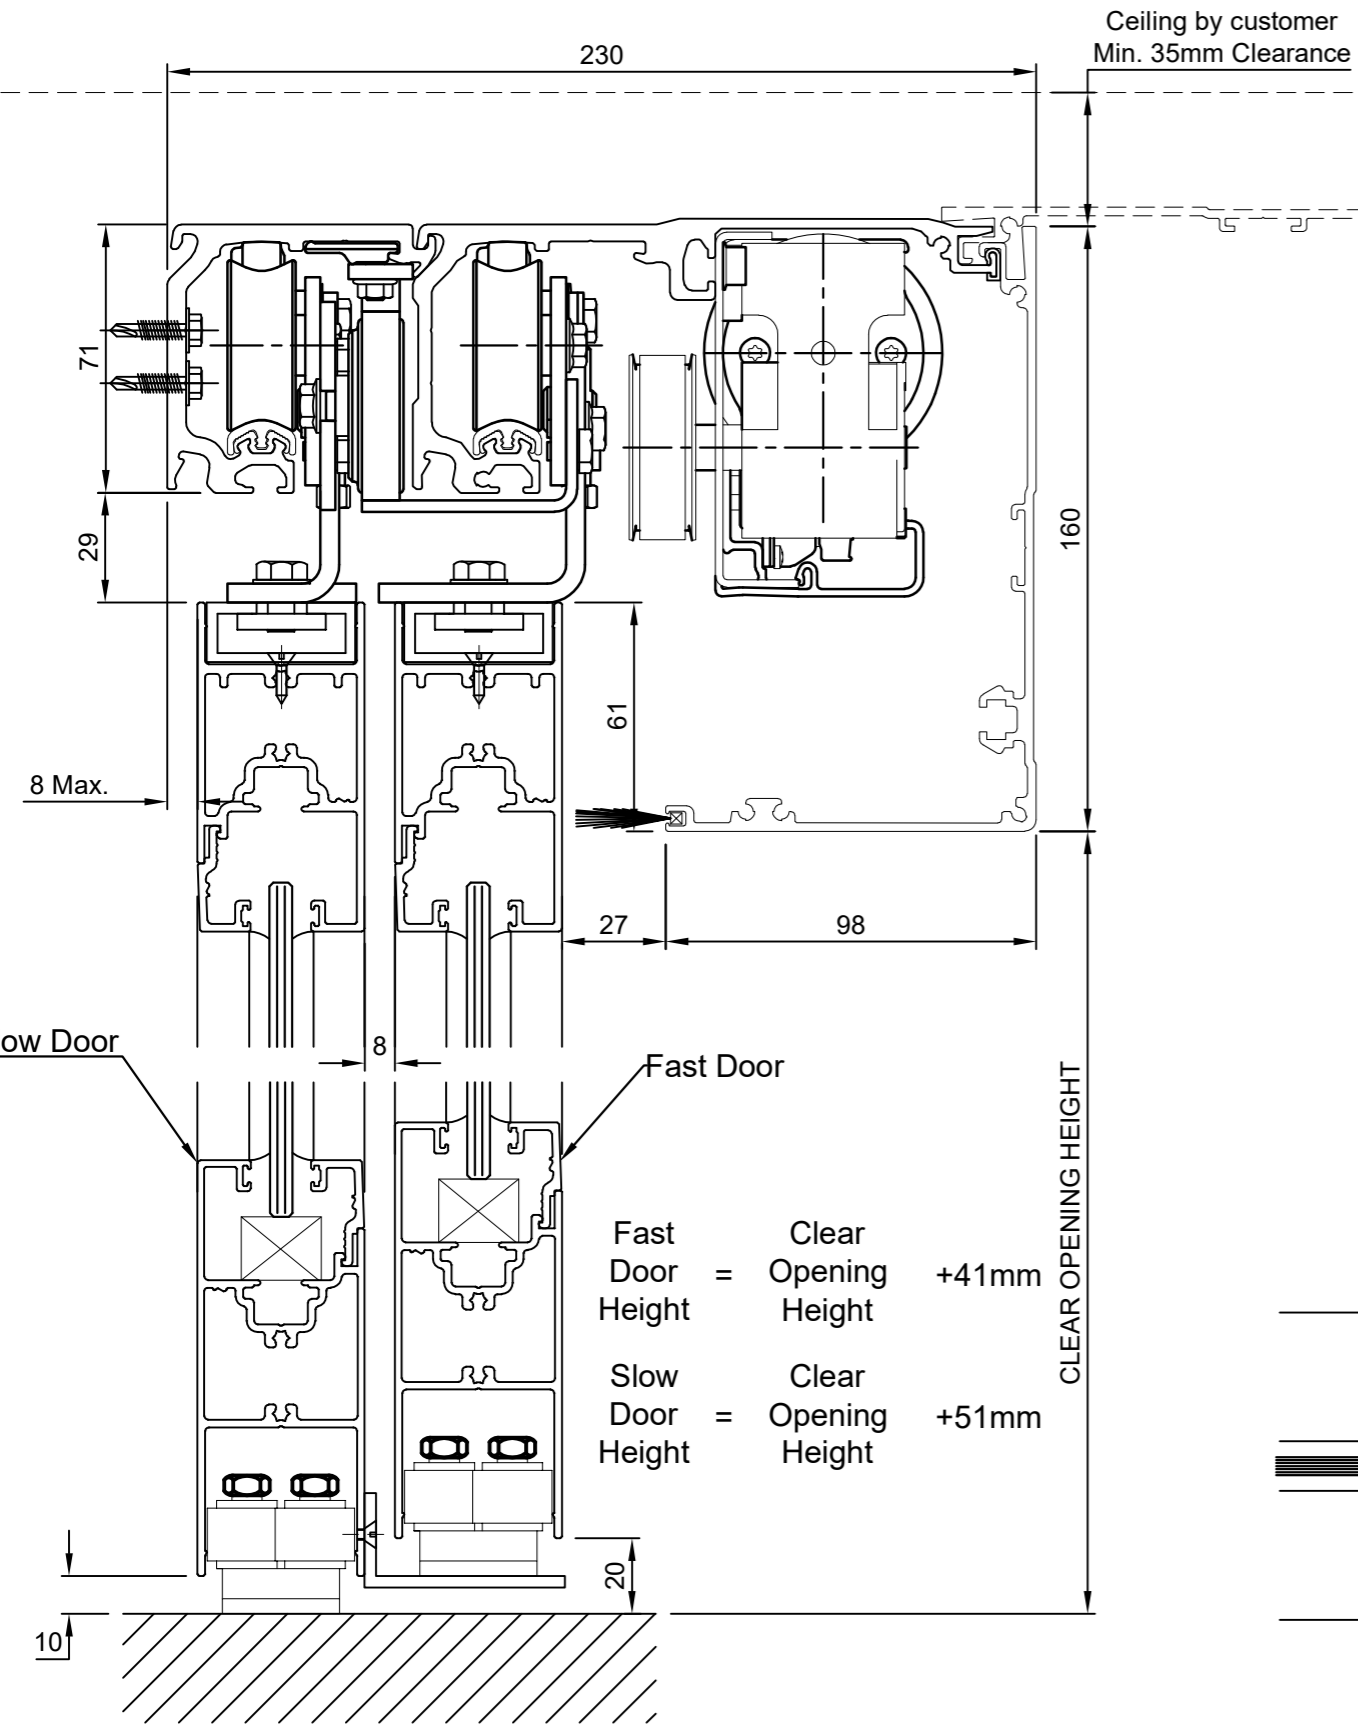 Ceiling by customer
Min. 35mm Clearance
230
71
29
160
61
8 Max.
27
98
ow Door
8
Fast Door
CLEAR OPENING HEIGHT
Fast Door Height = Clear Opening Height +41mm
Slow Door Height = Clear Opening Height +51mm
20
10